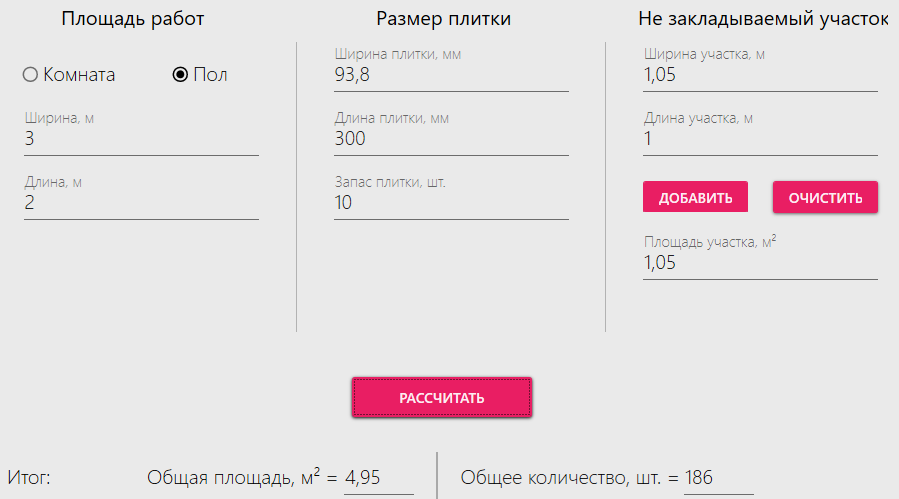 Площадь работ
Размер плитки
Не закладываемый участок
Комната
Пол
Ширина, м
3
Длина, м
2
Ширина плитки, мм
93,8
Длина плитки, мм
300
Запас плитки, шт.
10
Ширина участка, м
1,05
Длина участка, м
1
ДОБАВИТЬ
ОЧИСТИТЬ
Площадь участка, м²
1,05
РАССЧИТАТЬ
Итог:
Общая площадь, м² = 4,95
Общее количество, шт. = 186